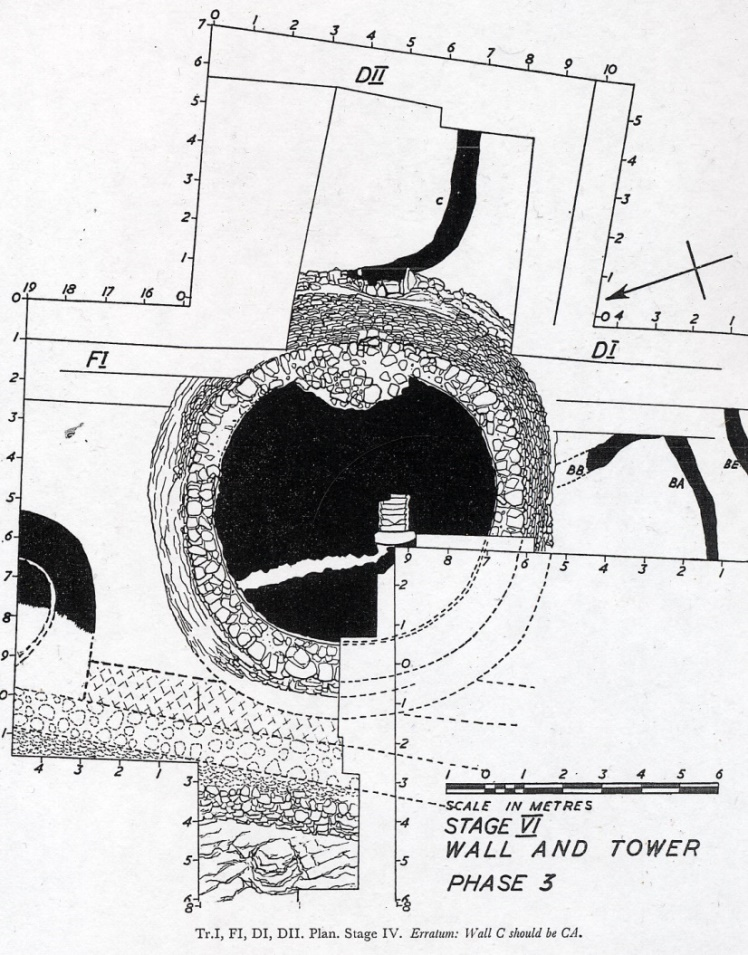 7 0 1 2 3 4 5 6 7 8 9 10
DII
6
5
4
3
2
1
0
5
4
3
2
1
0 4 3 2 1
C
19 18 17 16
0
1
2
3
4
5
6
7
8
9
0
1
FI
DI
BB
BA
BE
9 8 7 6 5 4 3 2 1
2
1
0
1
2
3
4
5
6
8
4 3 2 1
3
4
5
6
8
1 0 1 2 3 4 5 6
SCALE IN METRES
STAGE VI
WALL AND TOWER
PHASE 3
Tr.I, FI, DI, DII. Plan. Stage IV. Erratum: Wall C should be CA.